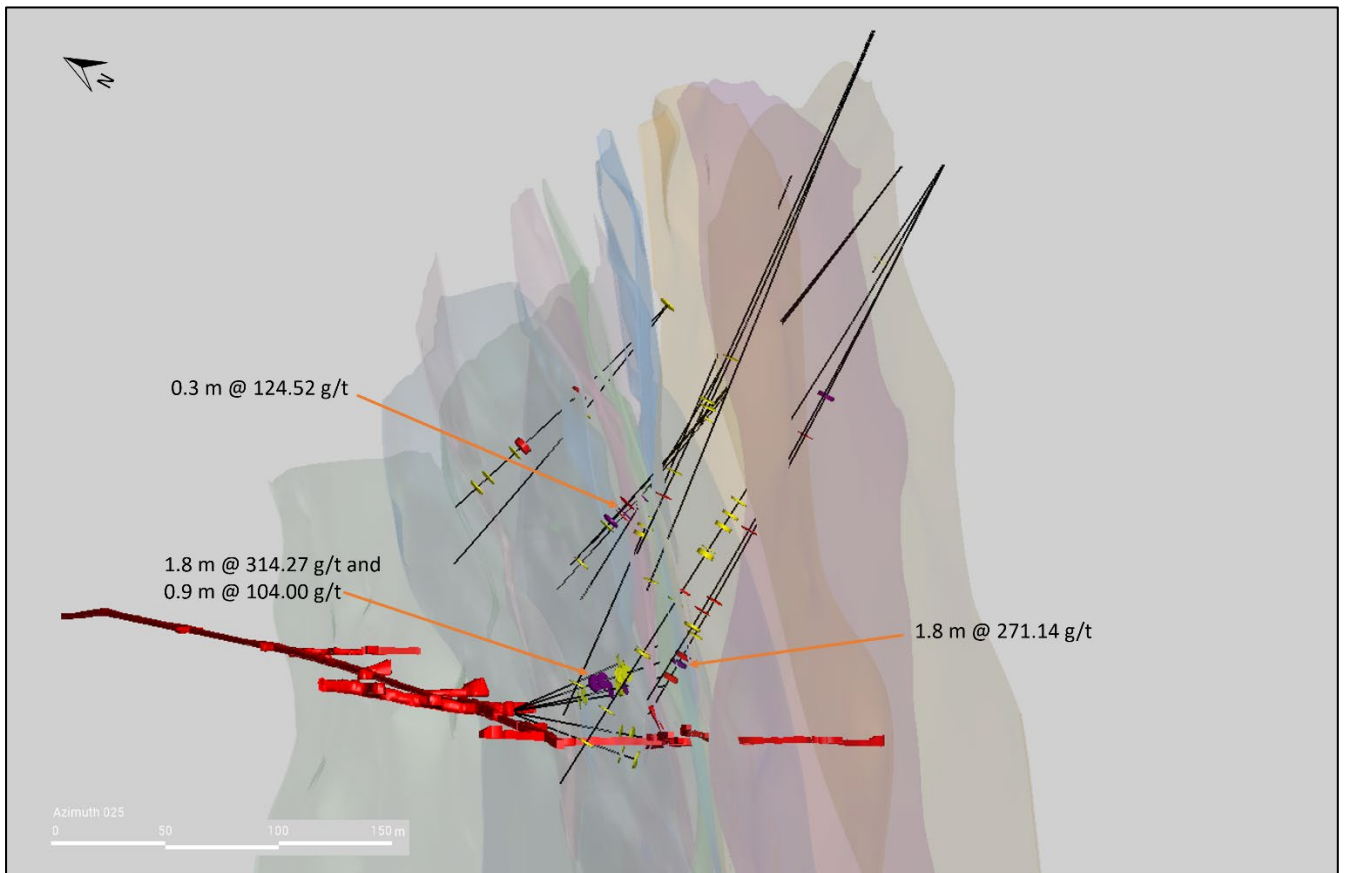 N
0.3 m @ 124.52 g/t
1.8 m @ 314.27 g/t and
0.9 m @ 104.00 g/t
1.8 m @ 271.14 g/t
Azimuth 025
0 50 100 150 m